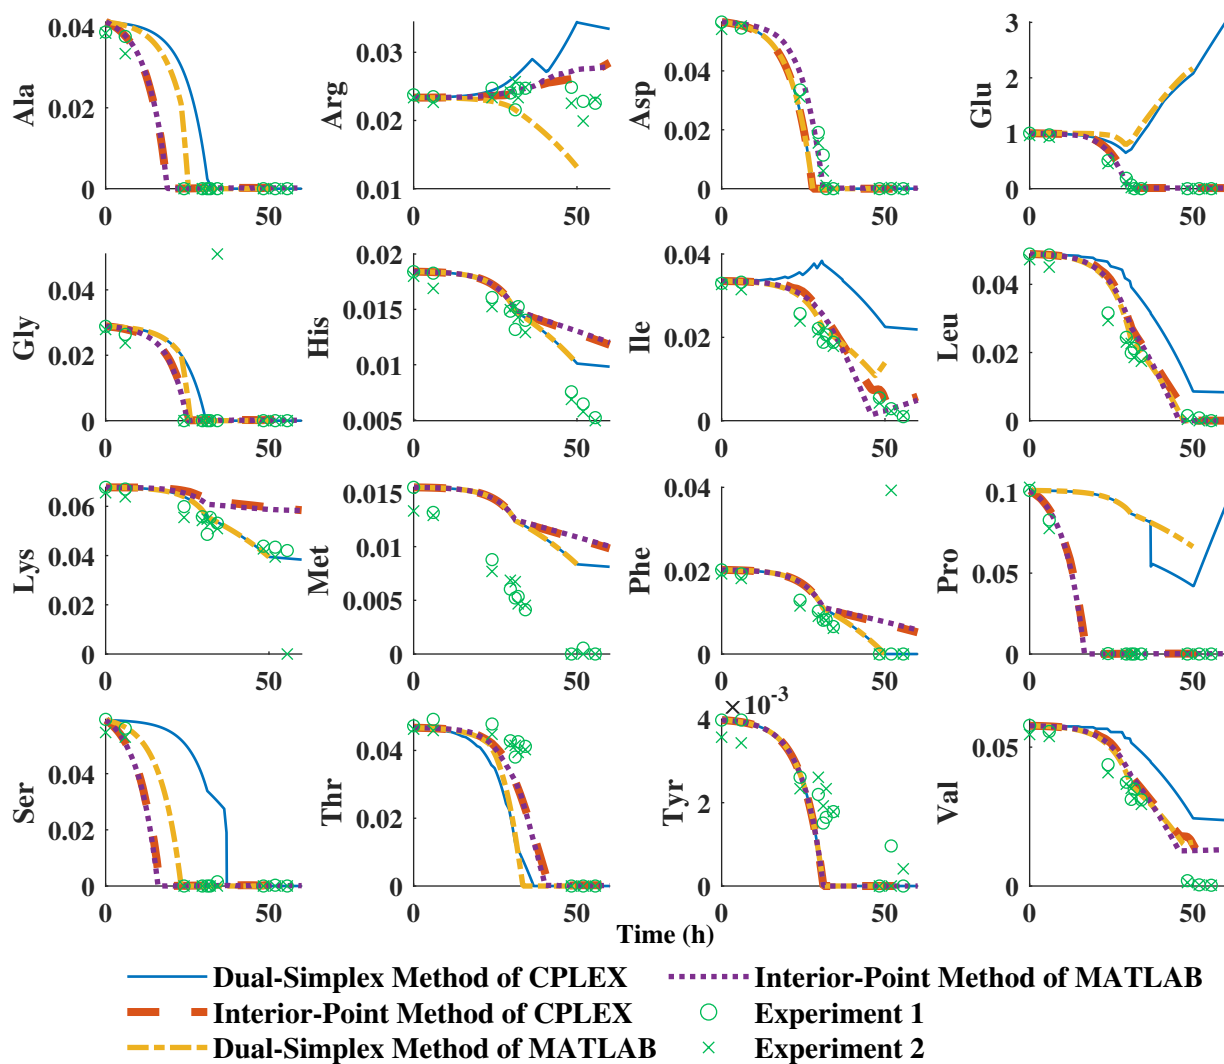 0.04 0.02 0 Ala 0 50
0.03 0.02 0.01 Arg 0 50
0.04 0.02 0 Asp 0 50
3 2 1 0 Glu 0 50
0.04 0.02 0 Gly 0 50
0.02 0.015 0.01 0.005 His 0 50
0.04 0.02 0 Ile 0 50
0.04 0.02 0 Leu 0 50
0.06 0.04 0.02 0 Lys 0 50
0.015 0.01 0.005 0 Met 0 50
0.04 0.02 0 Phe 0 50
0.1 0.05 0 Pro 0 50
0.04 0.02 0 Ser 0 50
0.04 0.02 0 Thr 0 50
×10-3 4 2 0 Tyr 0 50
0.05 0 Val 0 50
Time (h)
Dual-Simplex Method of CPLEX
Interior-Point Method of CPLEX
Dual-Simplex Method of MATLAB
Interior-Point Method of MATLAB
Experiment 1
Experiment 2